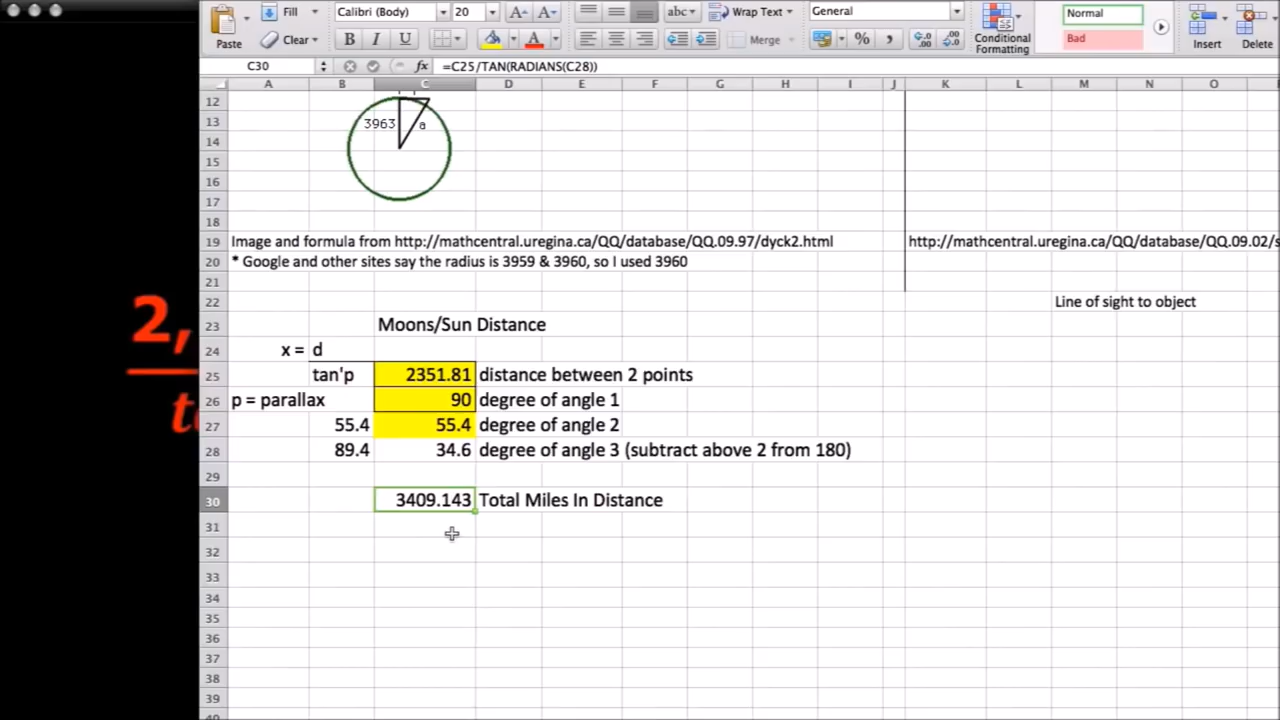 Fill
Calibri (Body) 20 A A abc Wrap Text General Normal
Paste Clear B I U A Merge % , .0 .00 .00 .0 Conditional Formatting Bad Insert Delete
C30 fx =C25/TAN(RADIANS(C28))
A B C D E F G H I J K L M N O
12
13 3963 a
14
15
16
17
18
19 Image and formula from http://mathcentral.uregina.ca/QQ/database/QQ.09.97/dyck2.html http://mathcentral.uregina.ca/QQ/database/QQ.09.02/s
20 * Google and other sites say the radius is 3959 & 3960, so I used 3960
21
22 Line of sight to object
23 Moons/Sun Distance
24 x = d
25 tan'p 2351.81 distance between 2 points
26 p = parallax 90 degree of angle 1
27 55.4 55.4 degree of angle 2
28 89.4 34.6 degree of angle 3 (subtract above 2 from 180)
29
30 3409.143 Total Miles In Distance
31
32
33
34
35
36
37
38
39
2,
t